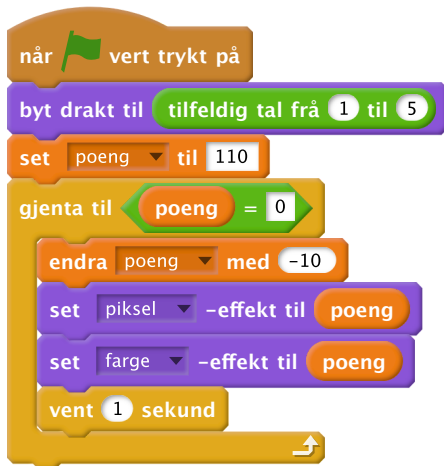 når vert trykt på
byt drakt til tilfeldig tal frå 1 til 5
set poeng til 110
gjenta til poeng = 0
endra poeng med -10
set piksel -effekt til poeng
set farge -effekt til poeng
vent 1 sekund